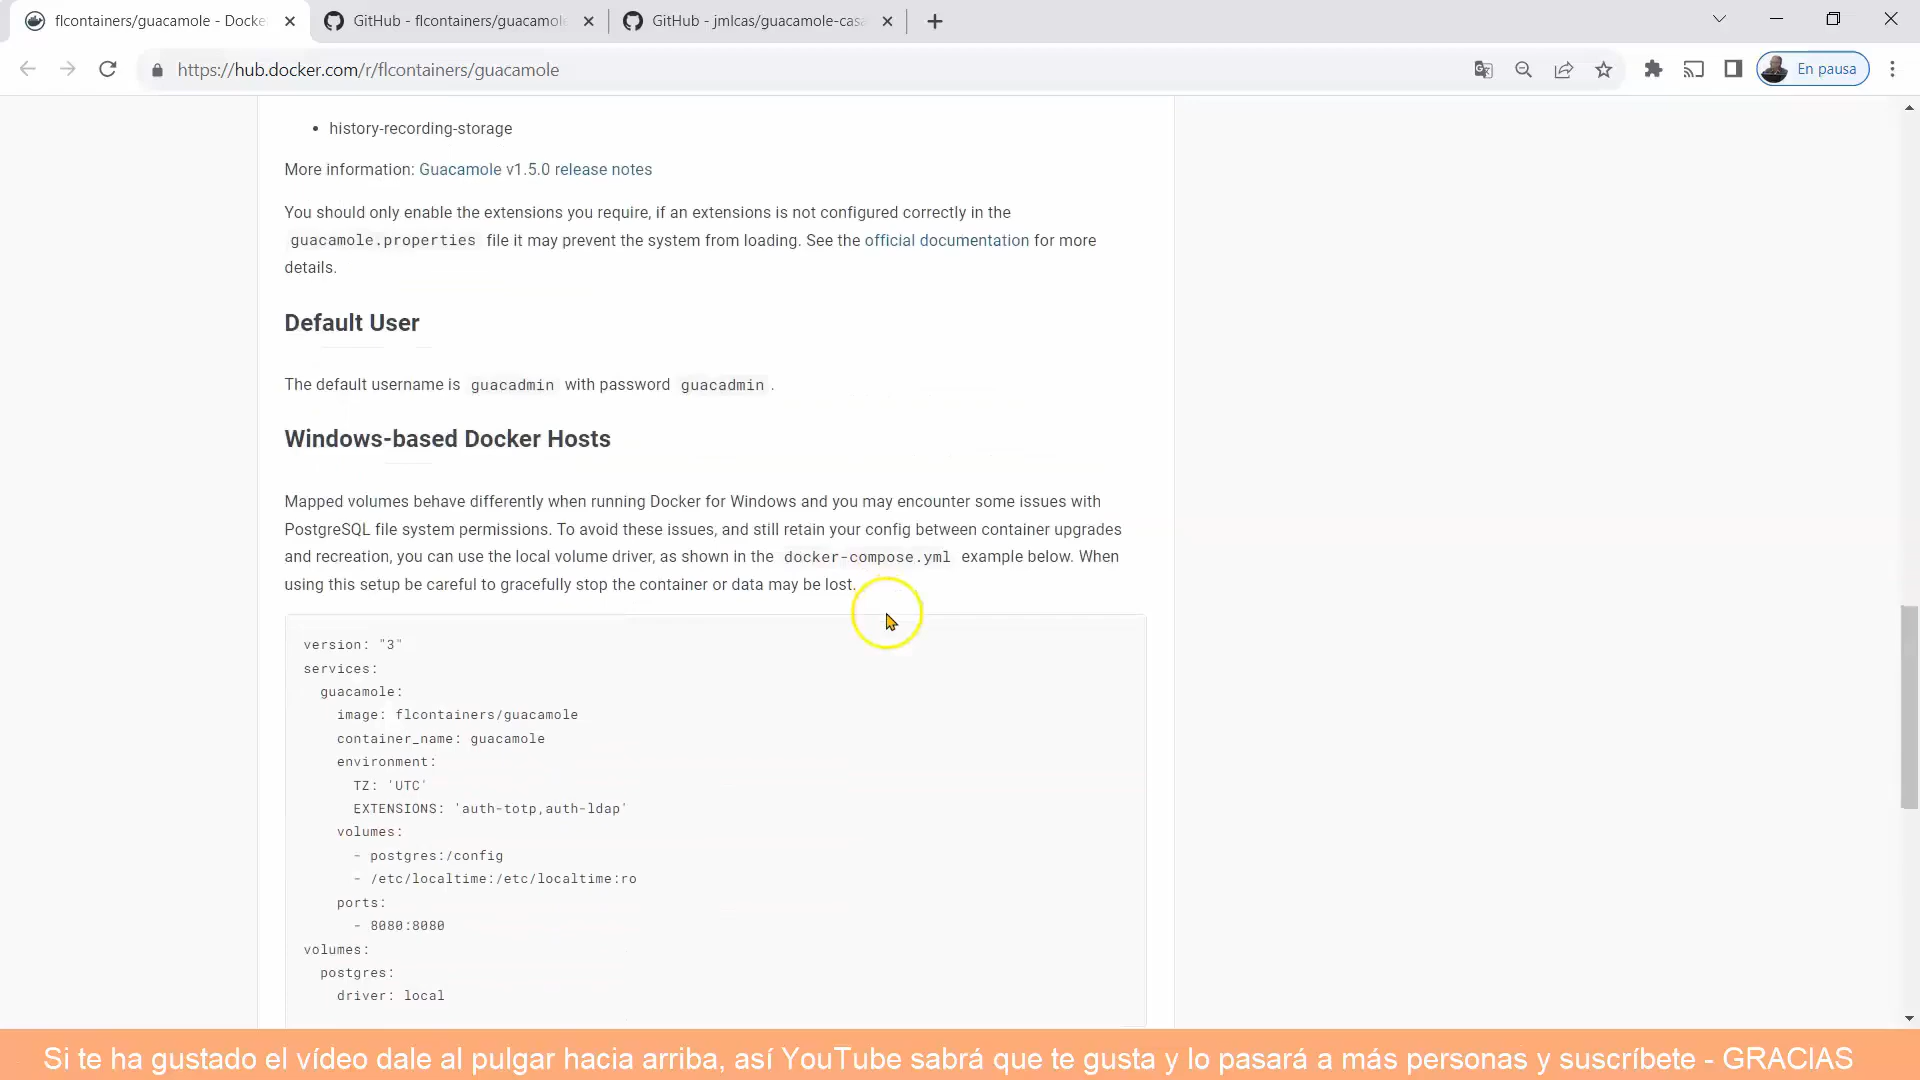 flcontainers/guacamole - Docke
GitHub - flcontainers/guacamole
GitHub - jmlcas/guacamole-casa
https://hub.docker.com/r/flcontainers/guacamole
En pausa
• history-recording-storage
More information: Guacamole v1.5.0 release notes
You should only enable the extensions you require, if an extensions is not configured correctly in the
guacamole.properties file it may prevent the system from loading. See the official documentation for more
details.
Default User
The default username is guacadmin with password guacadmin .
Windows-based Docker Hosts
Mapped volumes behave differently when running Docker for Windows and you may encounter some issues with
PostgreSQL file system permissions. To avoid these issues, and still retain your config between container upgrades
and recreation, you can use the local volume driver, as shown in the docker-compose.yml example below. When
using this setup be careful to gracefully stop the container or data may be lost.
version: "3"
services:
  guacamole:
    image: flcontainers/guacamole
    container_name: guacamole
    environment:
      TZ: 'UTC'
      EXTENSIONS: 'auth-totp,auth-ldap'
    volumes:
      - postgres:/config
      - /etc/localtime:/etc/localtime:ro
    ports:
      - 8080:8080
volumes:
  postgres:
    driver: local
Si te ha gustado el vídeo dale al pulgar hacia arriba, así YouTube sabrá que te gusta y lo pasará a más personas y suscríbete - GRACIAS